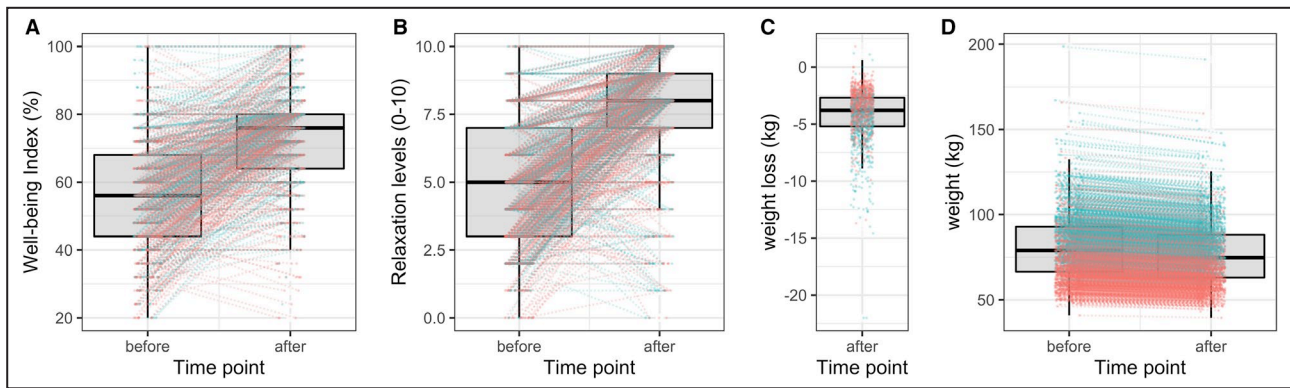 A
Well-being Index (%)
100
80
60
40
20
before
after
Time point
B
Relaxation levels (0-10)
10.0
7.5
5.0
2.5
0.0
before
after
Time point
C
weight loss (kg)
0
-5
-10
-15
-20
after
Time point
D
weight (kg)
200
150
100
50
before
after
Time point